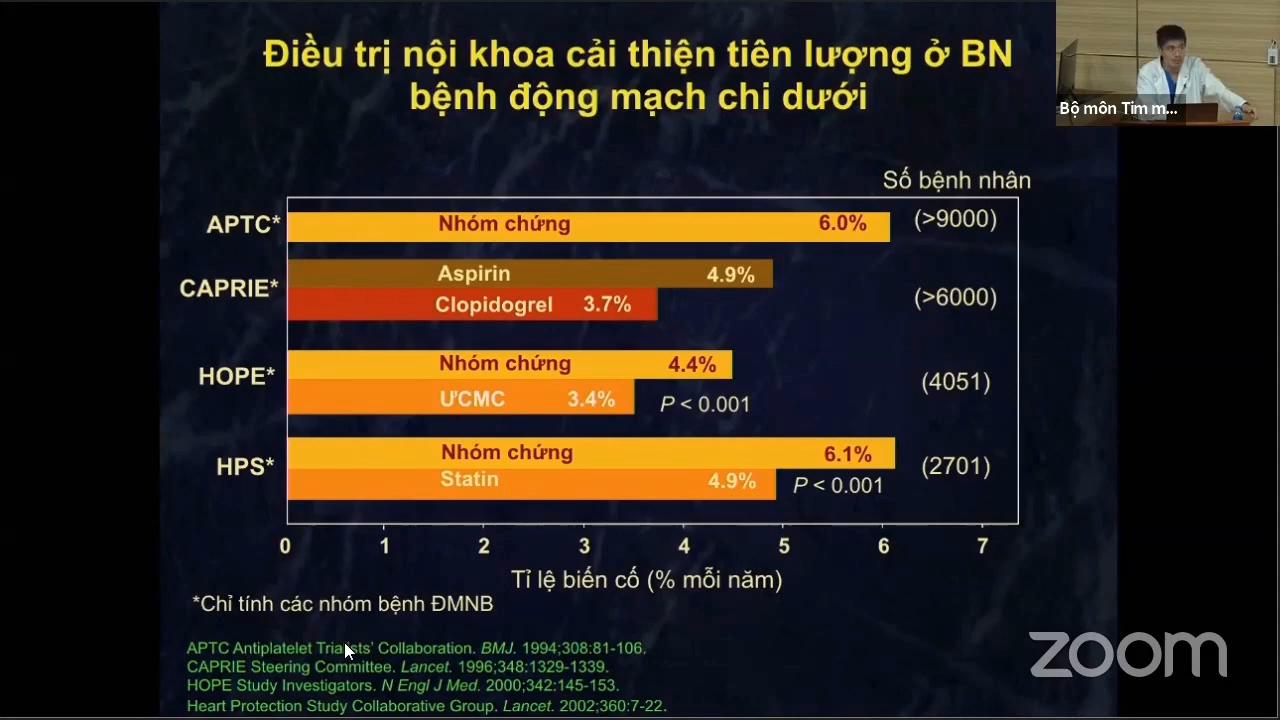 Điều trị nội khoa cải thiện tiên lượng ở BN
bệnh động mạch chi dưới
Bộ môn Tim m...
Số bệnh nhân
APTC*
Nhóm chứng 6.0%
(>9000)
CAPRIE*
Aspirin 4.9%
Clopidogrel 3.7%
(>6000)
HOPE*
Nhóm chứng 4.4%
ƯCMC 3.4%
P < 0.001
(4051)
HPS*
Nhóm chứng 6.1%
Statin 4.9%
P < 0.001
(2701)
0 1 2 3 4 5 6 7
Tỉ lệ biến cố (% mỗi năm)
*Chỉ tính các nhóm bệnh ĐMNB
APTC Antiplatelet Trialists’ Collaboration. BMJ. 1994;308:81-106.
CAPRIE Steering Committee. Lancet. 1996;348:1329-1339.
HOPE Study Investigators. N Engl J Med. 2000;342:145-153.
Heart Protection Study Collaborative Group. Lancet. 2002;360:7-22.
zoom